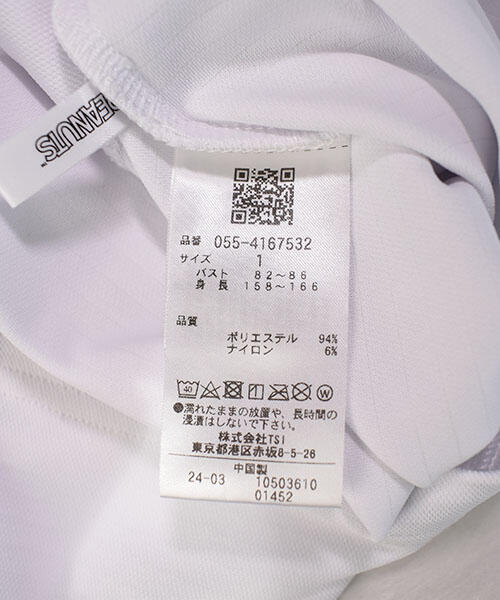 PEANUTS™
品番 055-4167532
サイズ 1
バスト 82～86
身長 158～166
品質
ポリエステル 94%
ナイロン 6%
40 W
●濡れたままの放置や、長時間の
浸漬はしないで下さい。
株式会社TSI
東京都港区赤坂8-5-26
中国製
24-03 10503610
01452